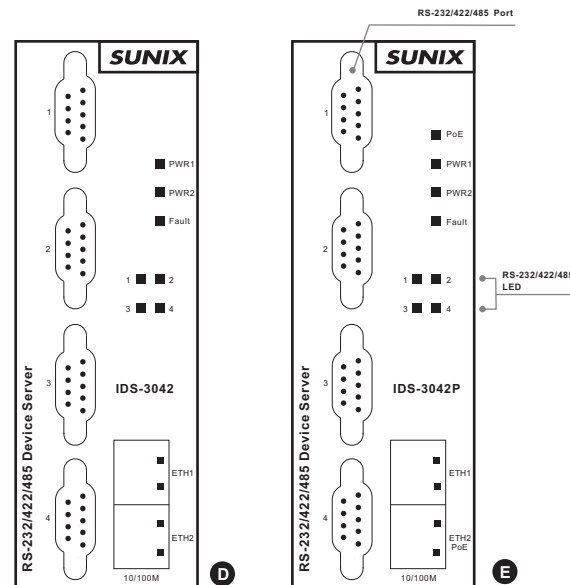 RS-232/422/485 Port
SUNIX
1
PWR1
PWR2
Fault
2
1 2
3 4
3
IDS-3042
RS-232/422/485 Device Server
ETH1
4
ETH2
10/100M
D
SUNIX
1
PoE
PWR1
PWR2
Fault
2
1 2
3 4
RS-232/422/485
LED
3
IDS-3042P
RS-232/422/485 Device Server
ETH1
4
ETH2
PoE
10/100M
E